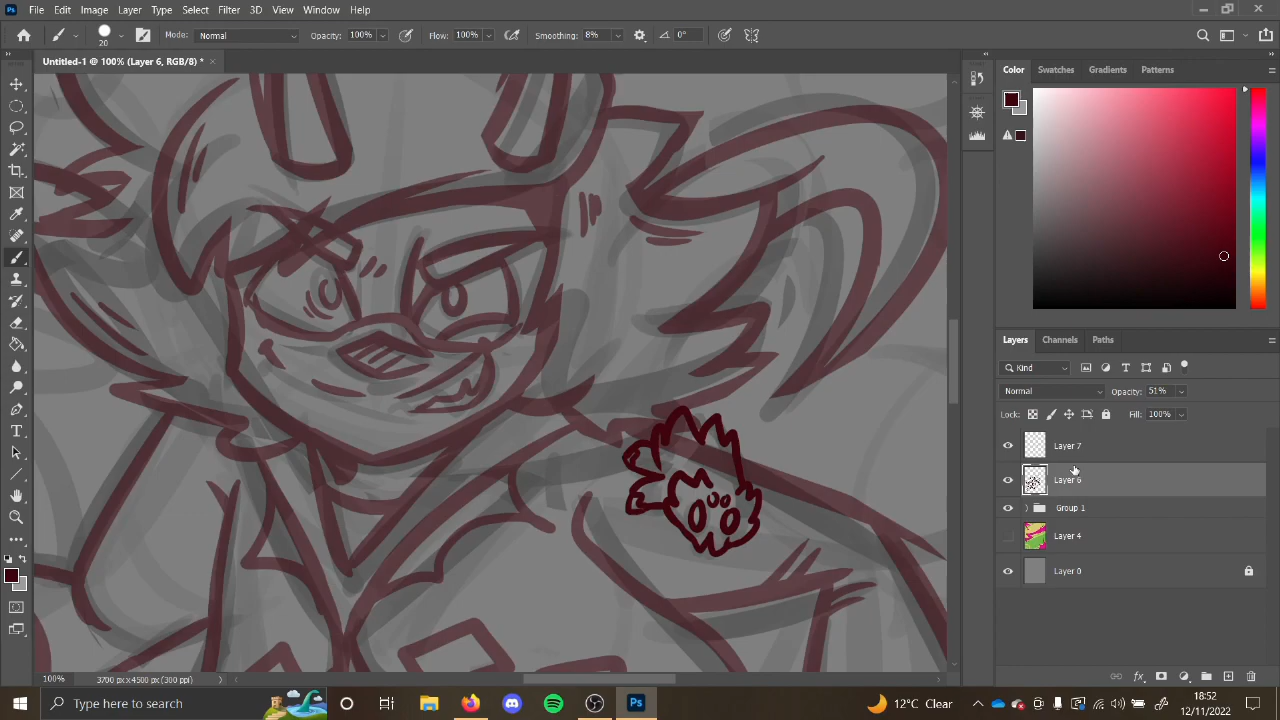 Ps File Edit Image Layer Type Select Filter 3D View Window Help
20 Mode: Normal Opacity: 100% Flow: 100% Smoothing: 8% 0°
Untitled-1 @ 100% (Layer 6, RGB/8) *
Color Swatches Gradients Patterns
Layers Channels Paths
Kind
Normal Opacity: 51%
Lock: Fill: 100%
Layer 7
Layer 6
Group 1
Layer 4
Layer 0
100% 3700 px x 4500 px (300 ppi)
Type here to search Ps 12°C Clear 18:52
12/11/2022